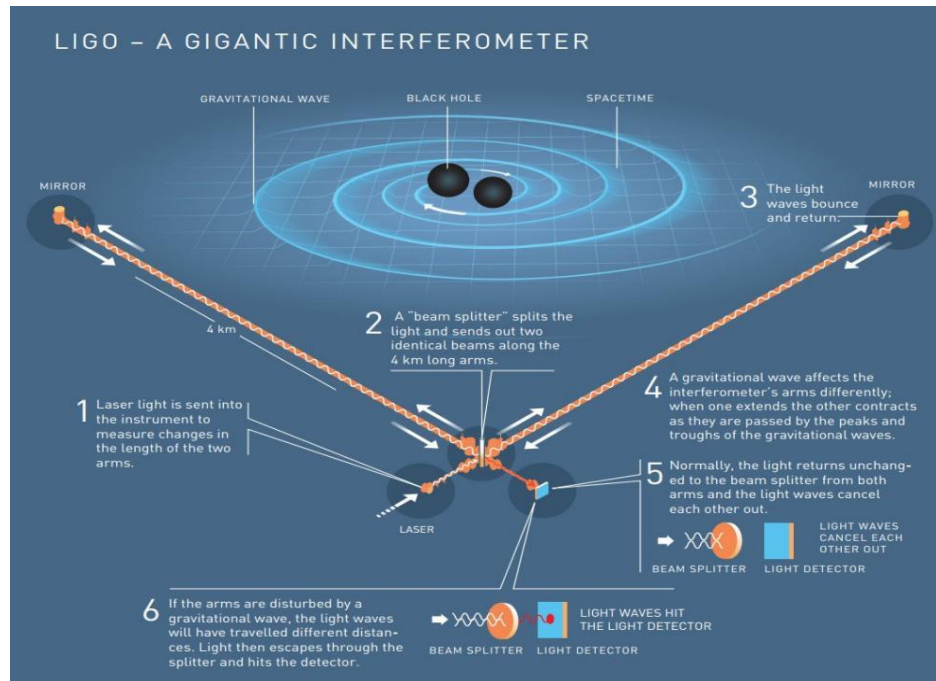 LIGO – A GIGANTIC INTERFEROMETER
GRAVITATIONAL WAVE
BLACK HOLE
SPACETIME
MIRROR
3 The light
waves bounce
and return.
MIRROR
4 km
2 A “beam splitter” splits the
light and sends out two
identical beams along the
4 km long arms.
1 Laser light is sent into
the instrument to
measure changes in
the length of the two
arms.
4 A gravitational wave affects the
interferometer’s arms differently;
when one extends the other contracts
as they are passed by the peaks and
troughs of the gravitational waves.
5 Normally, the light returns unchang-
ed to the beam splitter from both
arms and the light waves cancel
each other out.
LASER
LIGHT WAVES
CANCEL EACH
OTHER OUT
BEAM SPLITTER
LIGHT DETECTOR
6 If the arms are disturbed by a
gravitational wave, the light waves
will have travelled different distan-
ces. Light then escapes through the
splitter and hits the detector.
LIGHT WAVES HIT
THE LIGHT DETECTOR
BEAM SPLITTER
LIGHT DETECTOR